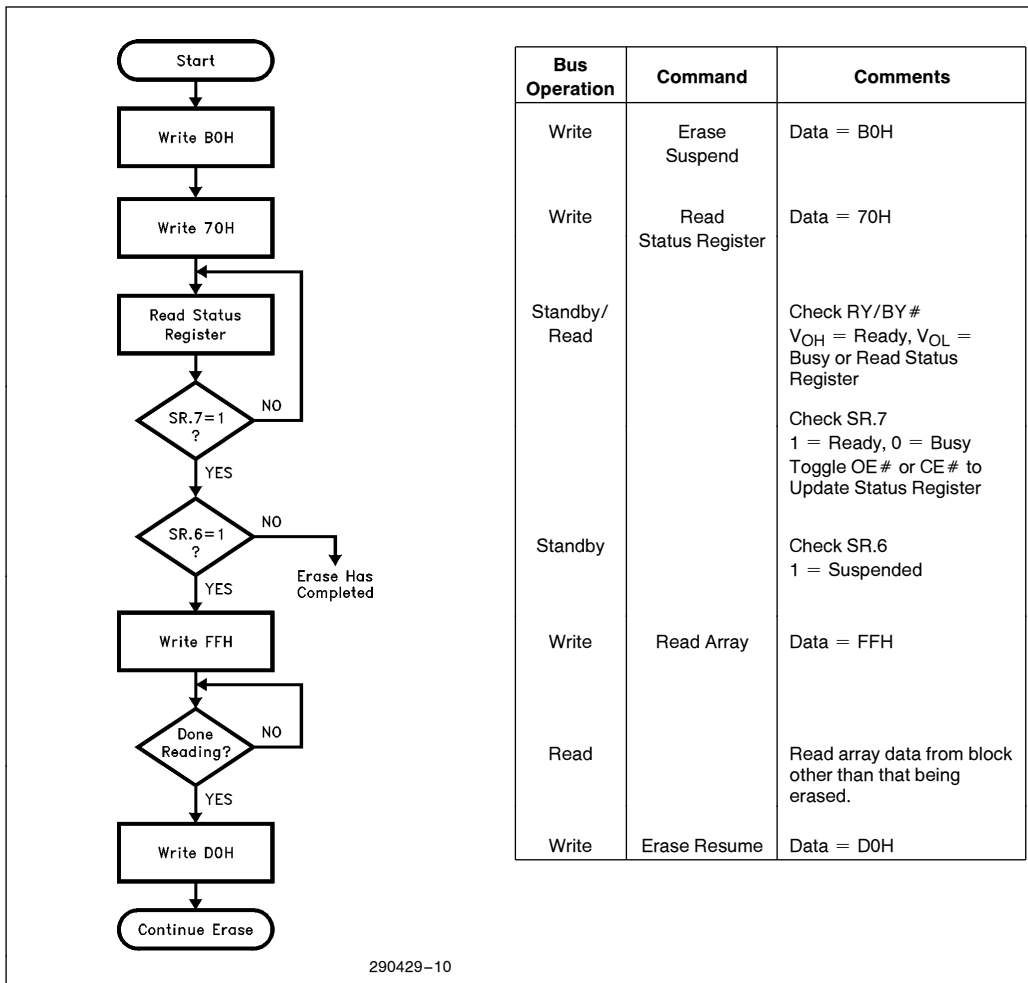 Start
Write B0H
Write 70H
Read Status
Register
SR.7=1
?
NO
YES
SR.6=1
?
NO
Erase Has
Completed
YES
Write FFH
Done
Reading?
NO
YES
Write D0H
Continue Erase
290429–10
Bus
Operation
Command
Comments
Write
Erase
Suspend
Data = B0H
Write
Read
Status Register
Data = 70H
Standby/
Read
Check RY/BY#
VOH = Ready, VOL =
Busy or Read Status
Register
Check SR.7
1 = Ready, 0 = Busy
Toggle OE# or CE# to
Update Status Register
Standby
Check SR.6
1 = Suspended
Write
Read Array
Data = FFH
Read
Read array data from block
other than that being
erased.
Write
Erase Resume
Data = D0H